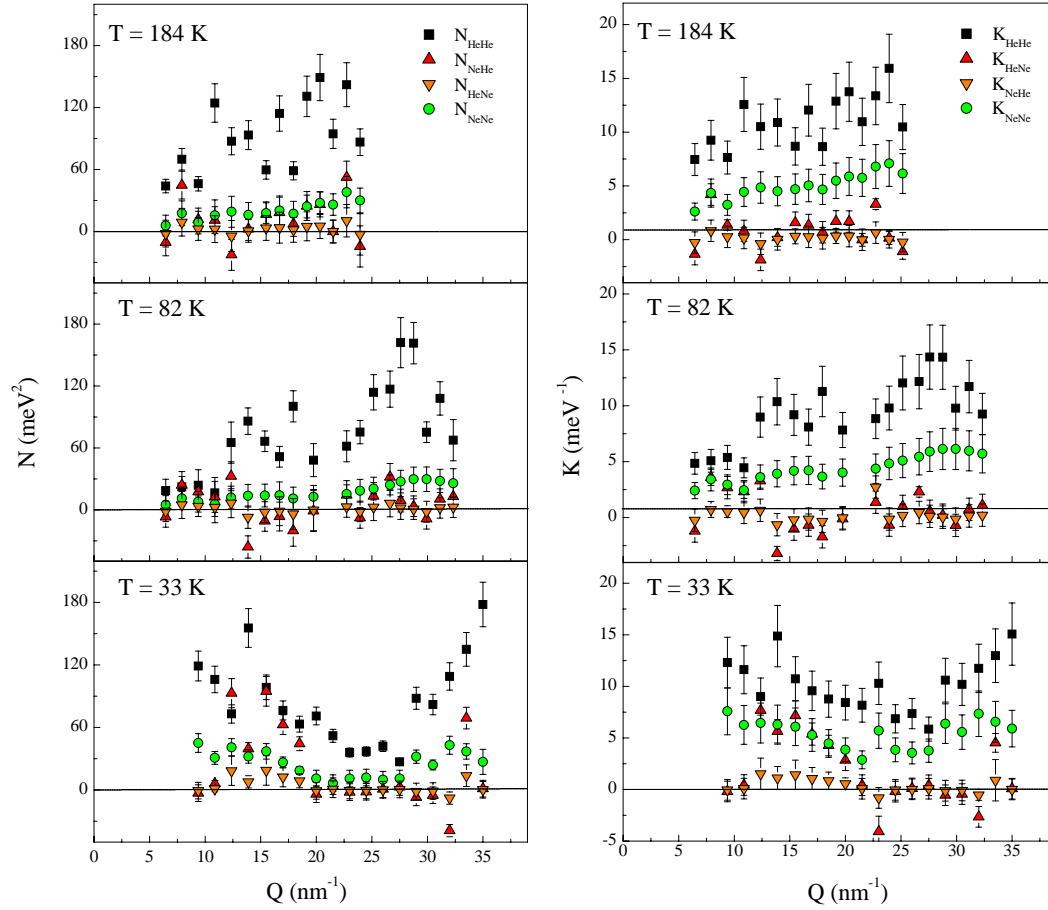 T = 184 K
N_HeHe
N_NeHe
N_HeNe
N_NeNe
180
120
60
0
T = 82 K
180
120
60
0
N (meV²)
T = 33 K
180
120
60
0
0 5 10 15 20 25 30 35
Q (nm⁻¹)
T = 184 K
K_HeHe
K_HeNe
K_NeHe
K_NeNe
20
15
10
5
0
T = 82 K
20
15
10
5
0
K (meV⁻¹)
T = 33 K
20
15
10
5
0
-5
0 5 10 15 20 25 30 35
Q (nm⁻¹)